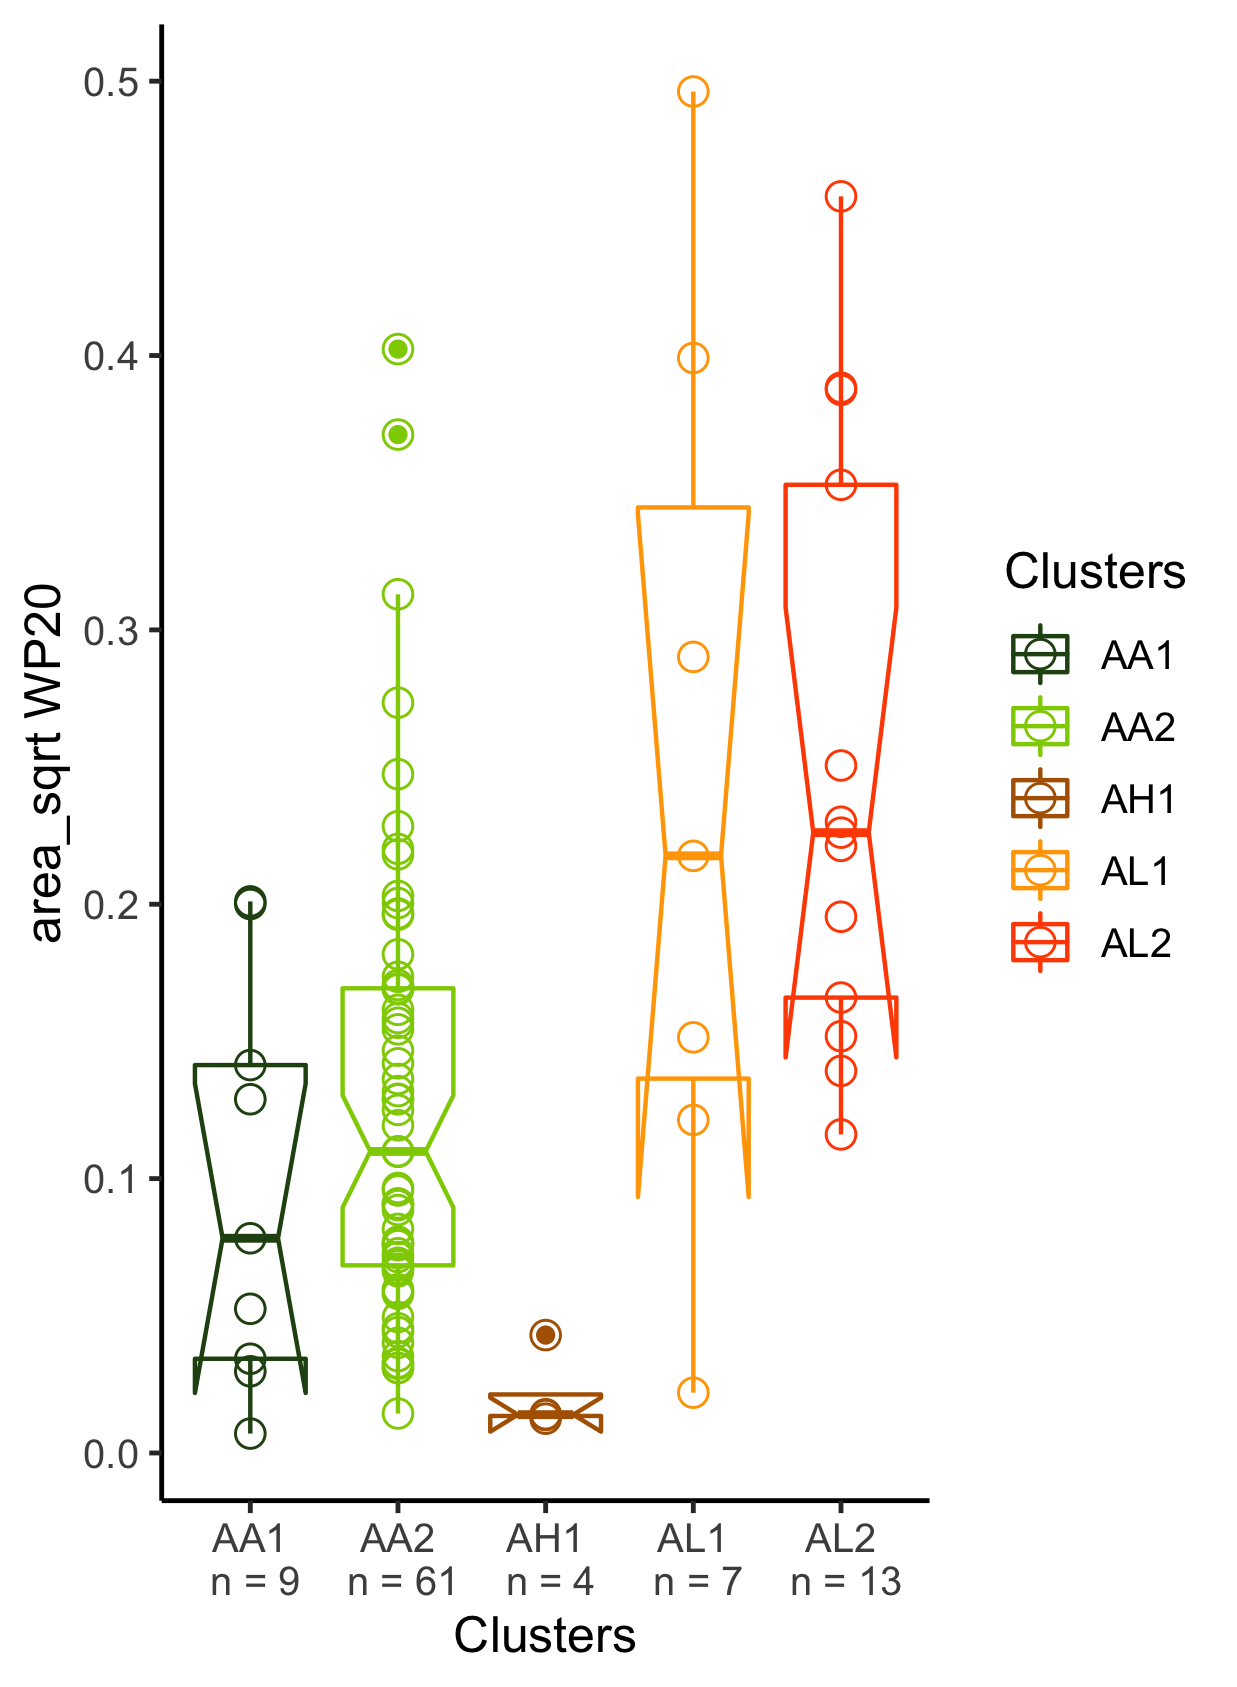 area_sqrt WP20
0.5
0.4
0.3
0.2
0.1
0.0
AA1 AA2 AH1 AL1 AL2
n = 9 n = 61 n = 4 n = 7 n = 13
Clusters
Clusters
AA1
AA2
AH1
AL1
AL2